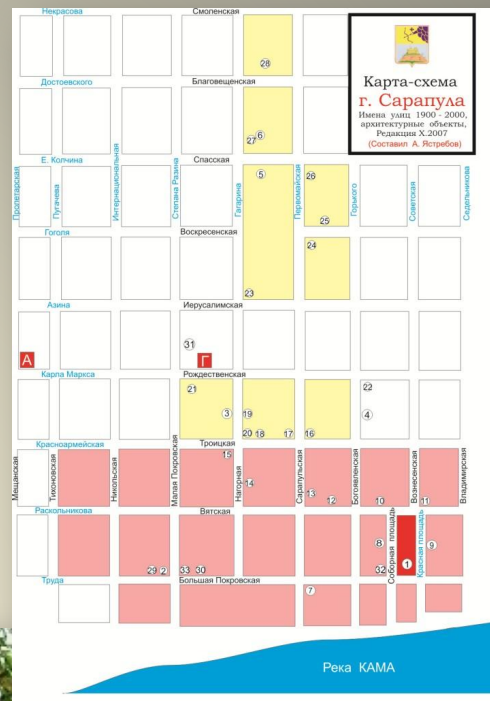 Некрасова
Смоленская
28
Достоевского
Благовещенская
27
6
Карта-схема
г. Сарапула
Имена улиц 1900 - 2000,
архитектурные объекты,
Редакция X.2007
(Составил А. Ястребов)
Е. Колчина
Спасская
5
26
25
Пролетарская
Пугачева
Интернациональная
Степана Разина
Гагарина
Первомайская
Горького
Советская
Седельникова
Гоголя
Воскресенская
24
23
Азина
Иерусалимская
31
А
Г
Карла Маркса
Рождественская
21
3
19
20
18
17
16
22
4
Красноармейская
Троицкая
15
14
13
12
10
11
Мещанская
Тихоновская
Никольская
Малая Покровская
Нагорная
Сарапульская
Богоявленская
Вознесенская
Владимирская
Раскольникова
Вятская
29
2
33
30
8
32
Соборная площадь
1
Красная площадь
9
Труда
Большая Покровская
7
Река КАМА